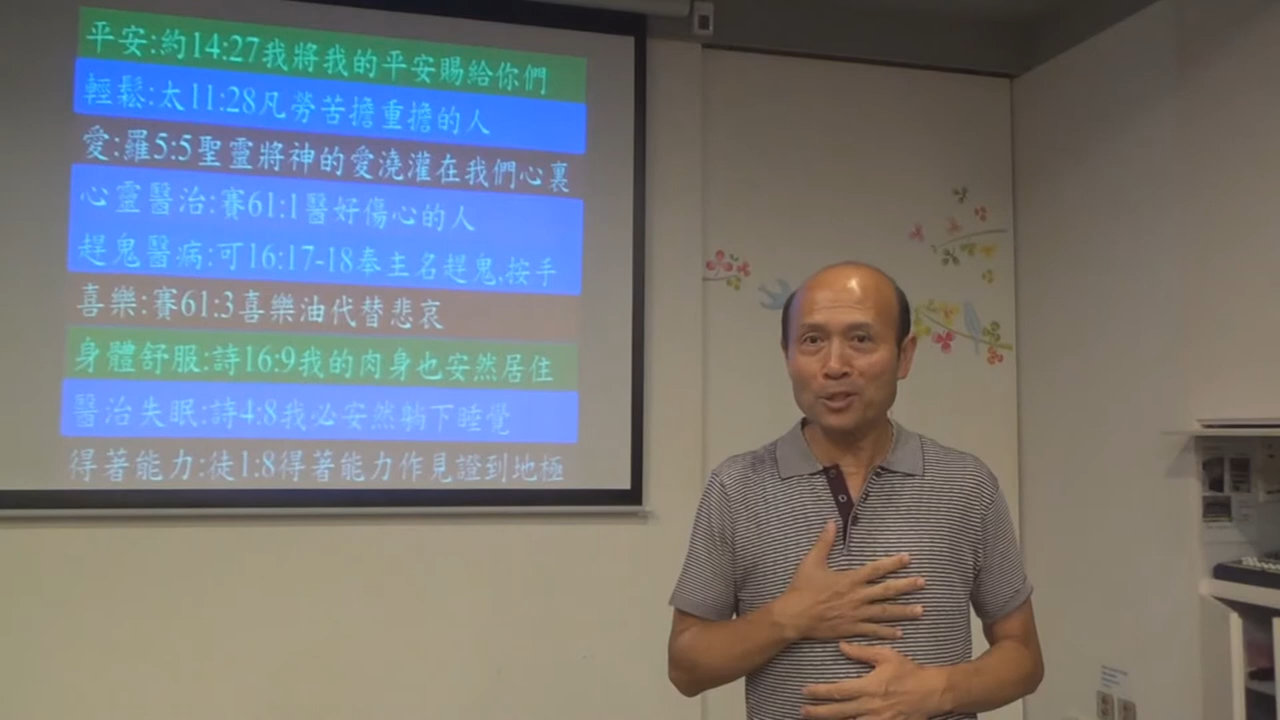 平安:約14:27我將我的平安賜給你們
輕鬆:太11:28凡勞苦擔重擔的人
愛:羅5:5聖靈將神的愛澆灌在我們心裏
心靈醫治:賽61:1醫好傷心的人
趕鬼醫病:可16:17-18奉主名趕鬼,按手
喜樂:賽61:3喜樂油代替悲哀
身體舒服:詩16:9我的肉身也安然居住
醫治失眠:詩4:8我必安然躺下睡覺
得著能力:徒1:8得著能力作見證到地極